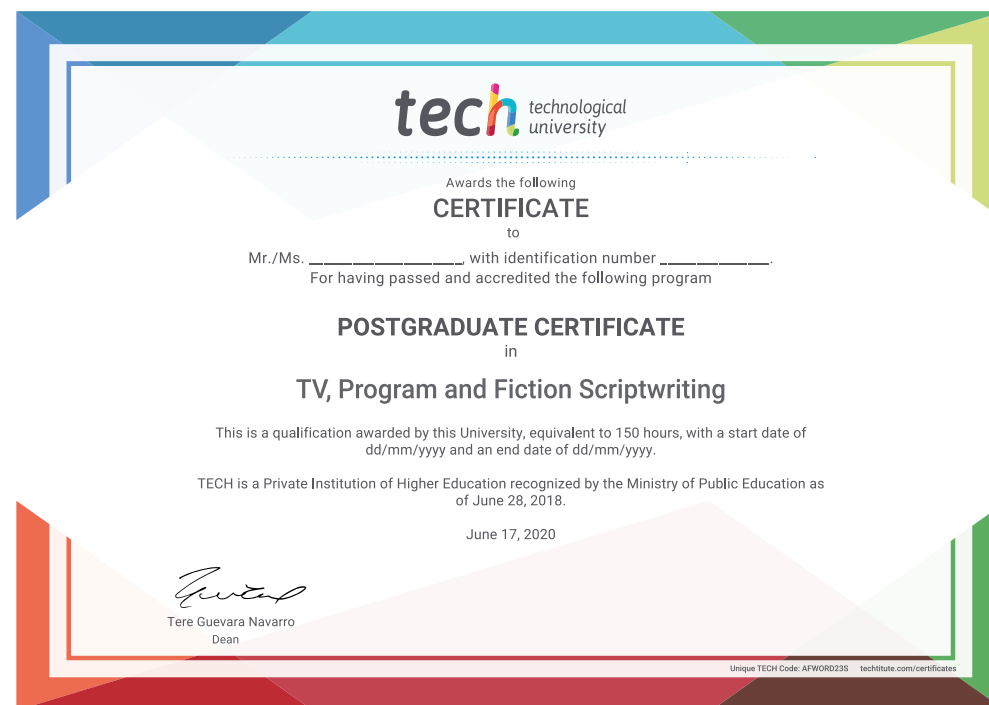 tech technological
university
Awards the following
CERTIFICATE
to
Mr./Ms. ____________________, with identification number ______________.
For having passed and accredited the following program
POSTGRADUATE CERTIFICATE
in
TV, Program and Fiction Scriptwriting
This is a qualification awarded by this University, equivalent to 150 hours, with a start date of
dd/mm/yyyy and an end date of dd/mm/yyyy.
TECH is a Private Institution of Higher Education recognized by the Ministry of Public Education as
of June 28, 2018.
June 17, 2020
Tere Guevara Navarro
Dean
Unique TECH Code: AFWORD23S techtitute.com/certificates